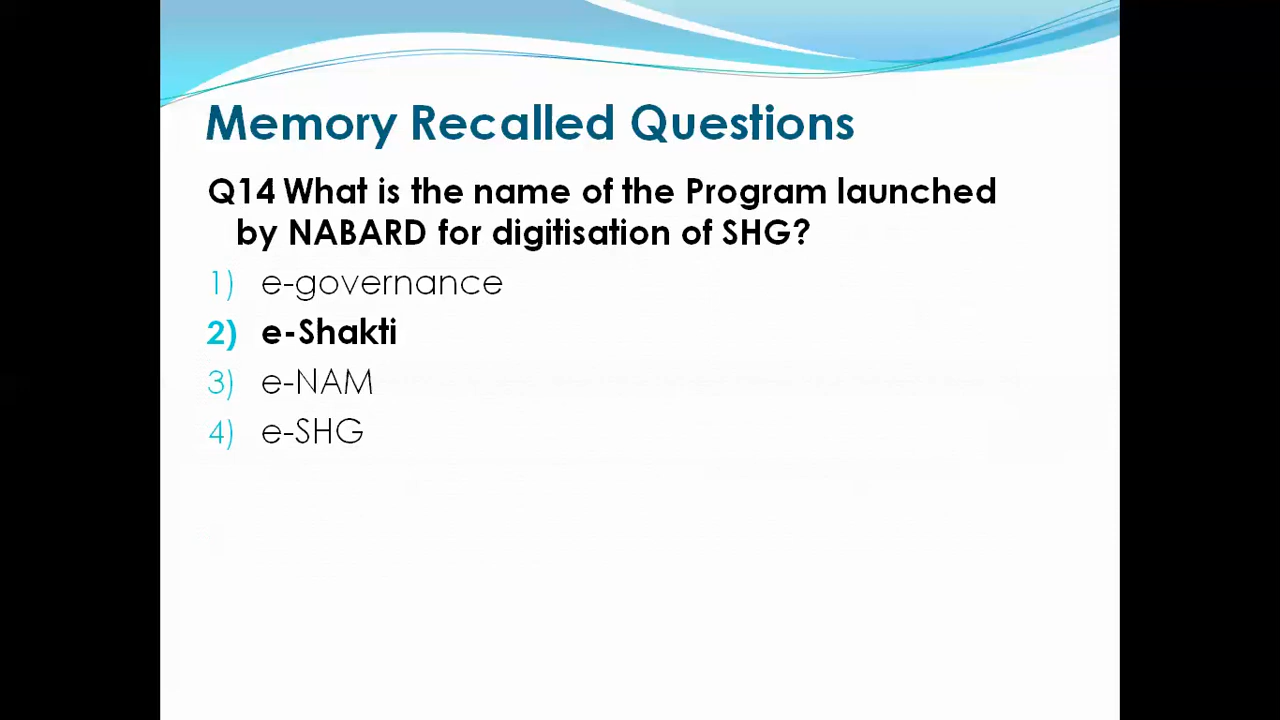 Memory Recalled Questions
Q14 What is the name of the Program launched
by NABARD for digitisation of SHG?
1) e-governance
2) e-Shakti
3) e-NAM
4) e-SHG